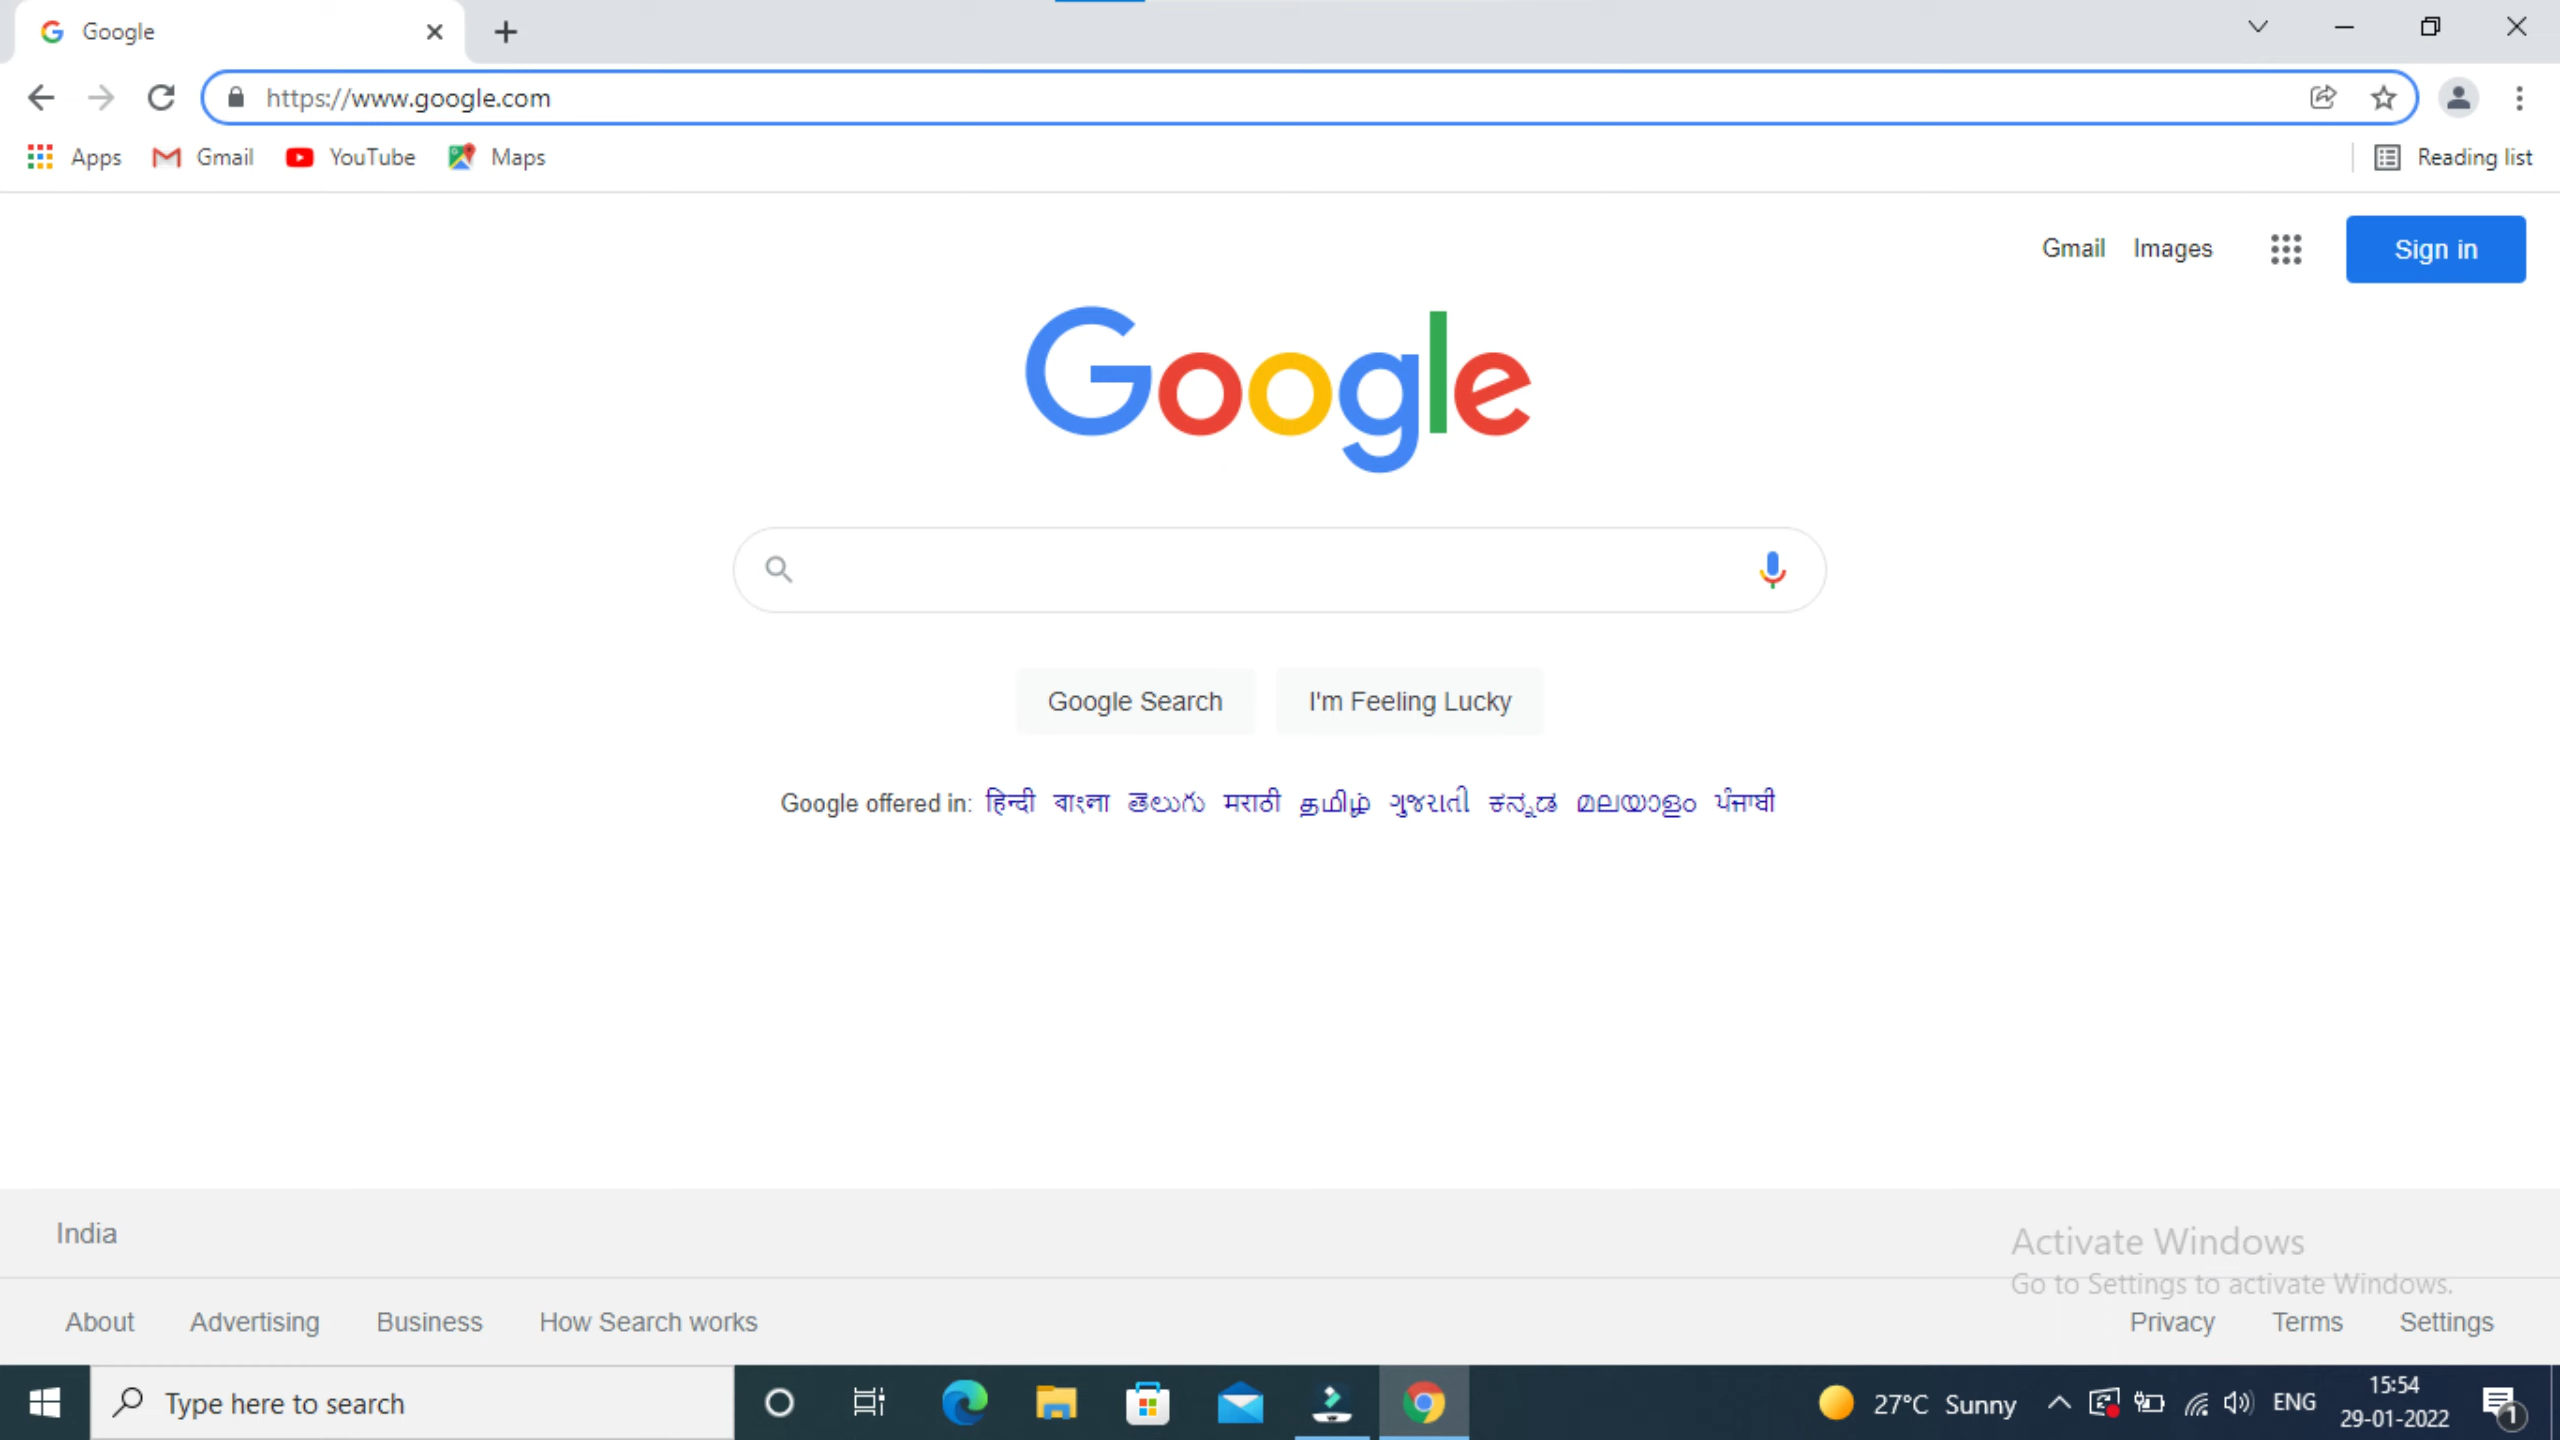 Google
https://www.google.com
Apps Gmail YouTube Maps Reading list
Gmail Images Sign in
Google
Google Search I'm Feeling Lucky
Google offered in: हिन्दी বাংলা తెలుగు मराठी தமிழ் ગુજરાતી ಕನ್ನಡ മലയാളം ਪੰਜਾਬੀ
India
Activate Windows
Go to Settings to activate Windows.
About Advertising Business How Search works Privacy Terms Settings
Type here to search 27°C Sunny ENG 15:54
29-01-2022 1